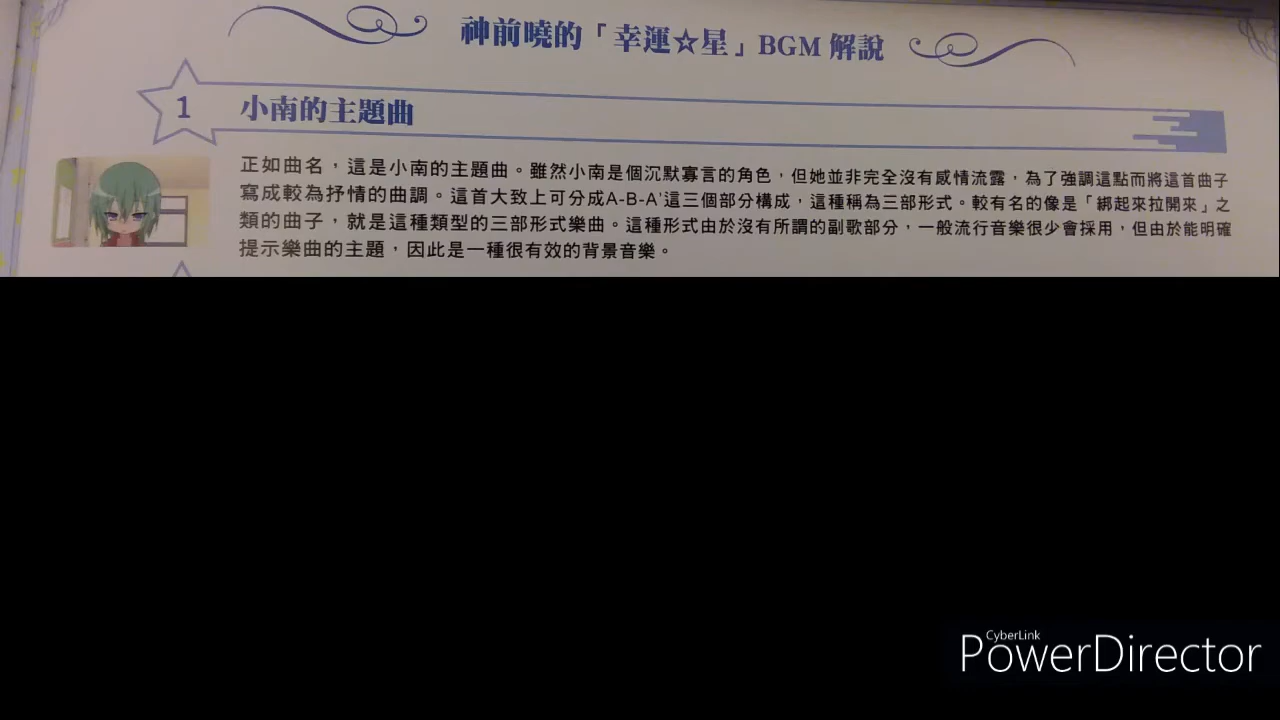 神前曉的「幸運☆星」BGM 解說
1 小南的主題曲
正如曲名，這是小南的主題曲。雖然小南是個沉默寡言的角色，但她並非完全沒有感情流露，為了強調這點而將這首曲子
寫成較為抒情的曲調。這首大致上可分成A-B-A'這三個部分構成，這種稱為三部形式。較有名的像是「綁起來拉開來」之
類的曲子，就是這種類型的三部形式樂曲。這種形式由於沒有所謂的副歌部分，一般流行音樂很少會採用，但由於能明確
提示樂曲的主題，因此是一種很有效的背景音樂。
CyberLink
PowerDirector